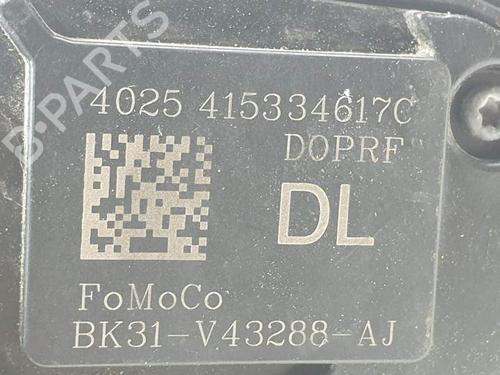 4025 415334617C
DOPRF
DL
FoMoCo
BK31-V43288-AJ
B-PARTS